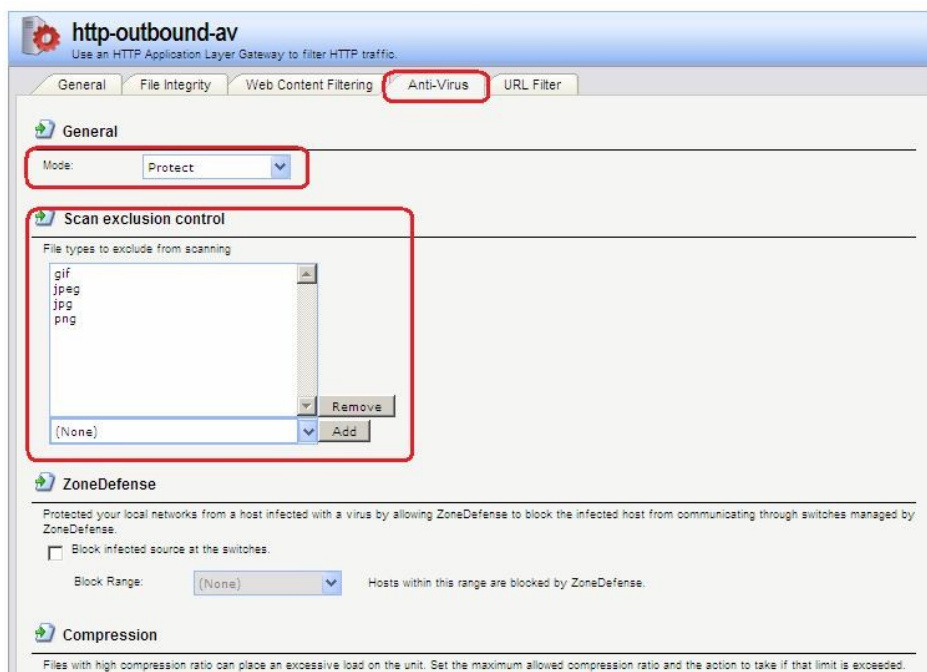 http-outbound-av
Use an HTTP Application Layer Gateway to filter HTTP traffic.
General File Integrity Web Content Filtering Anti-Virus URL Filter
General
Mode: Protect
Scan exclusion control
File types to exclude from scanning
gif
jpeg
jpg
png
Remove
(None) Add
ZoneDefense
Protected your local networks from a host infected with a virus by allowing ZoneDefense to block the infected host from communicating through switches managed by
ZoneDefense.
Block infected source at the switches.
Block Range: (None) Hosts within this range are blocked by ZoneDefense.
Compression
Files with high compression ratio can place an excessive load on the unit. Set the maximum allowed compression ratio and the action to take if that limit is exceeded.